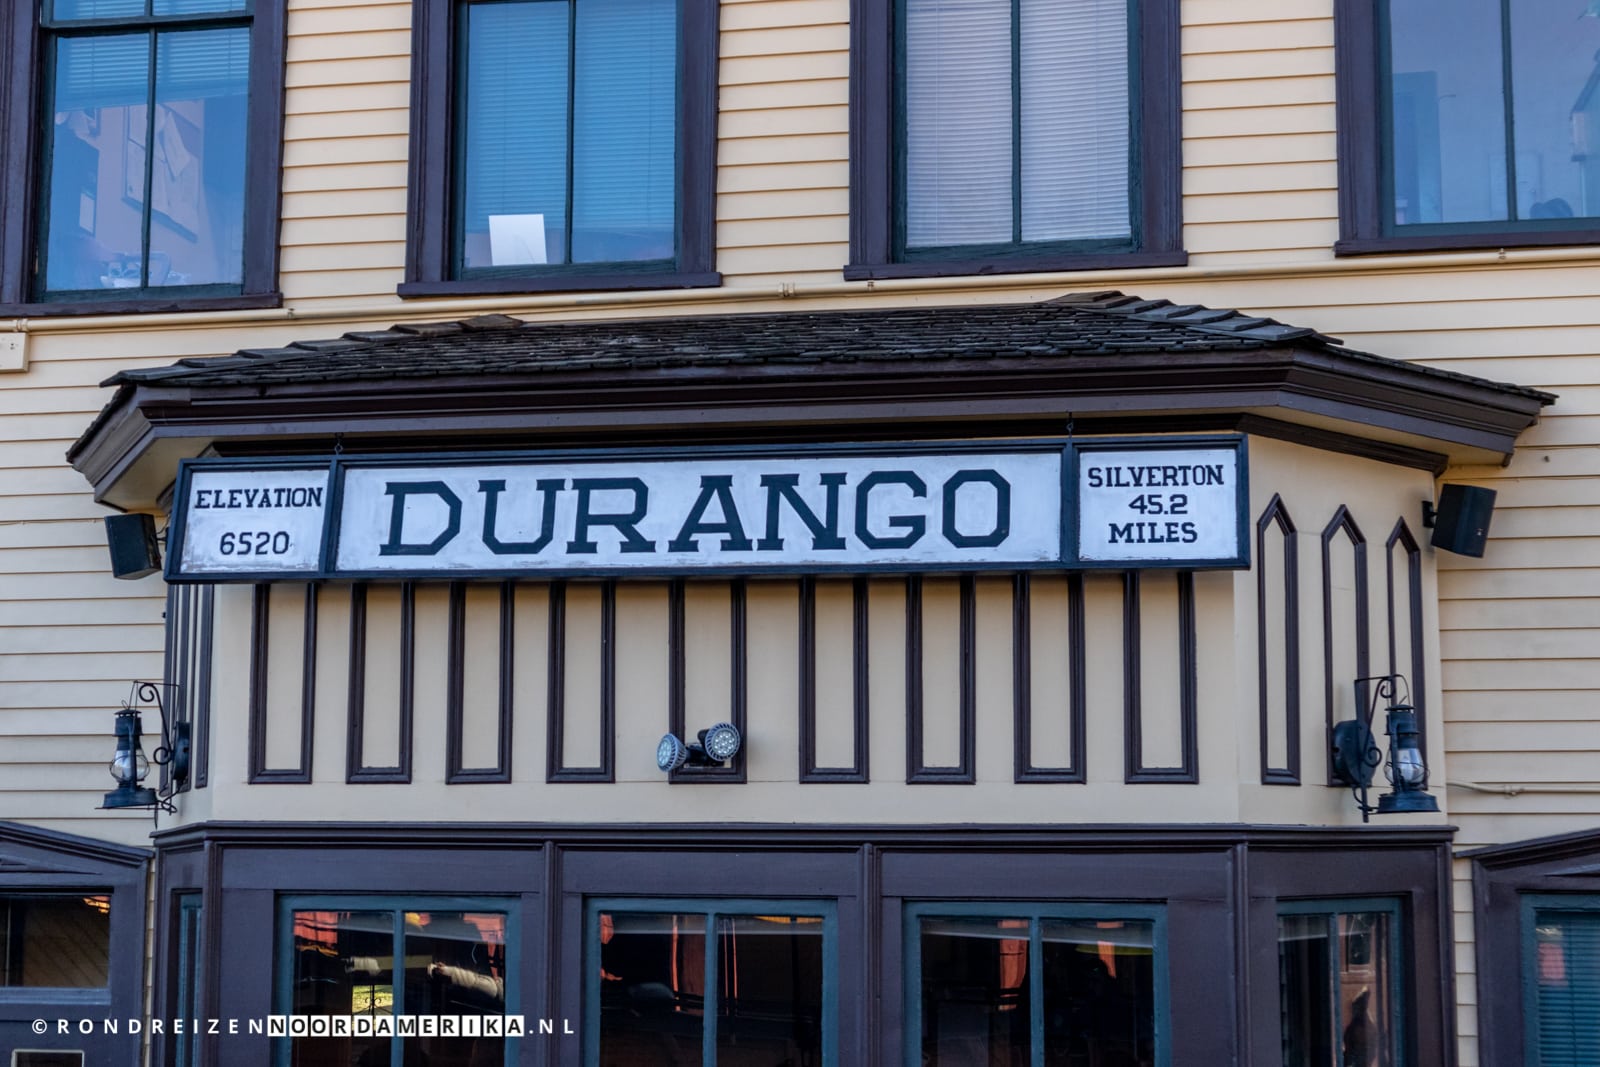 ELEVATION
6520
DURANGO
SILVERTON
45.2
MILES
©RONDREIZENNOORDAMERIKA.NL